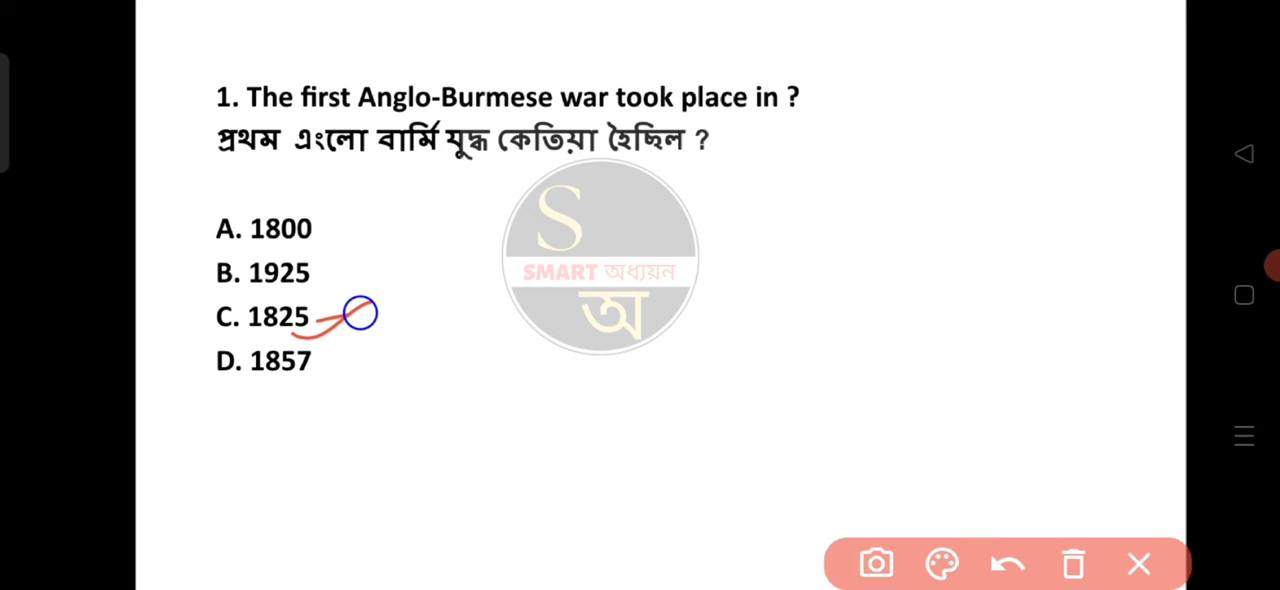 1. The first Anglo-Burmese war took place in ?
প্ৰথম এংলো বাৰ্মি যুদ্ধ কেতিয়া হৈছিল ?
A. 1800
B. 1925
C. 1825
D. 1857
S
SMART অধ্যয়ন
অ